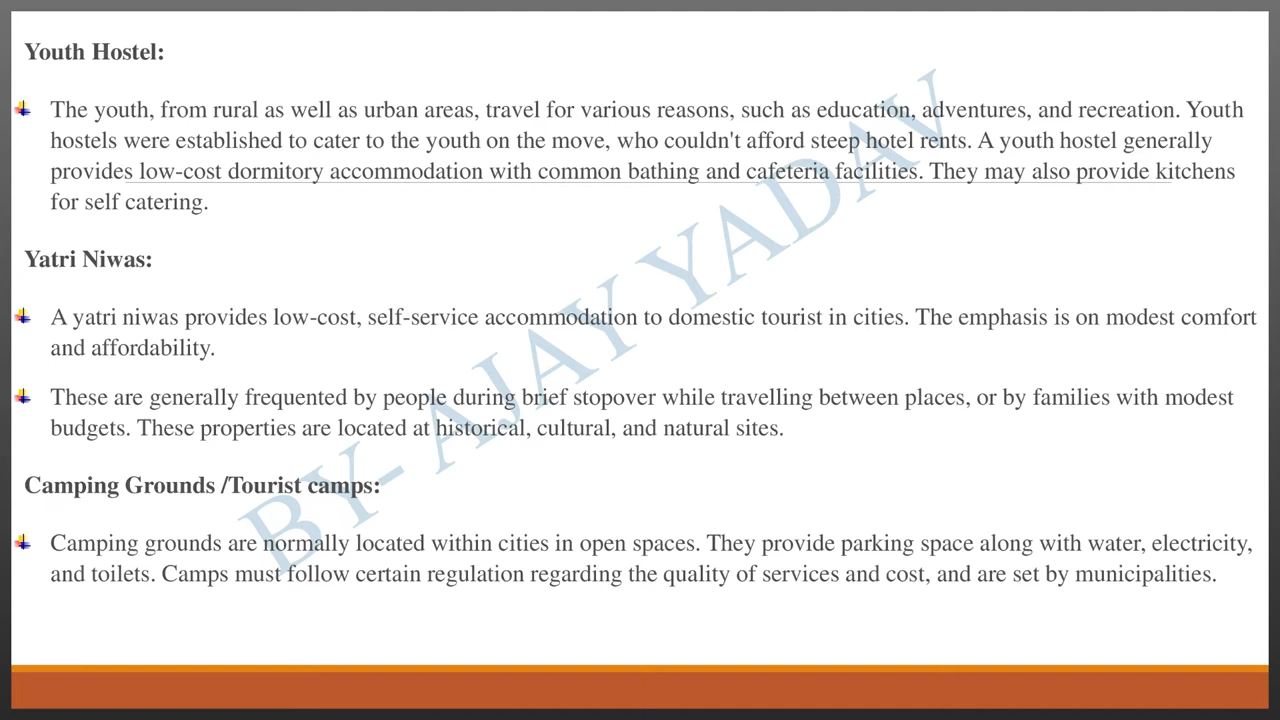 Youth Hostel:
The youth, from rural as well as urban areas, travel for various reasons, such as education, adventures, and recreation. Youth
hostels were established to cater to the youth on the move, who couldn't afford steep hotel rents. A youth hostel generally
provides low-cost dormitory accommodation with common bathing and cafeteria facilities. They may also provide kitchens
for self catering.
Yatri Niwas:
A yatri niwas provides low-cost, self-service accommodation to domestic tourist in cities. The emphasis is on modest comfort
and affordability.
These are generally frequented by people during brief stopover while travelling between places, or by families with modest
budgets. These properties are located at historical, cultural, and natural sites.
Camping Grounds /Tourist camps:
Camping grounds are normally located within cities in open spaces. They provide parking space along with water, electricity,
and toilets. Camps must follow certain regulation regarding the quality of services and cost, and are set by municipalities.
BY- AJAY YADAV